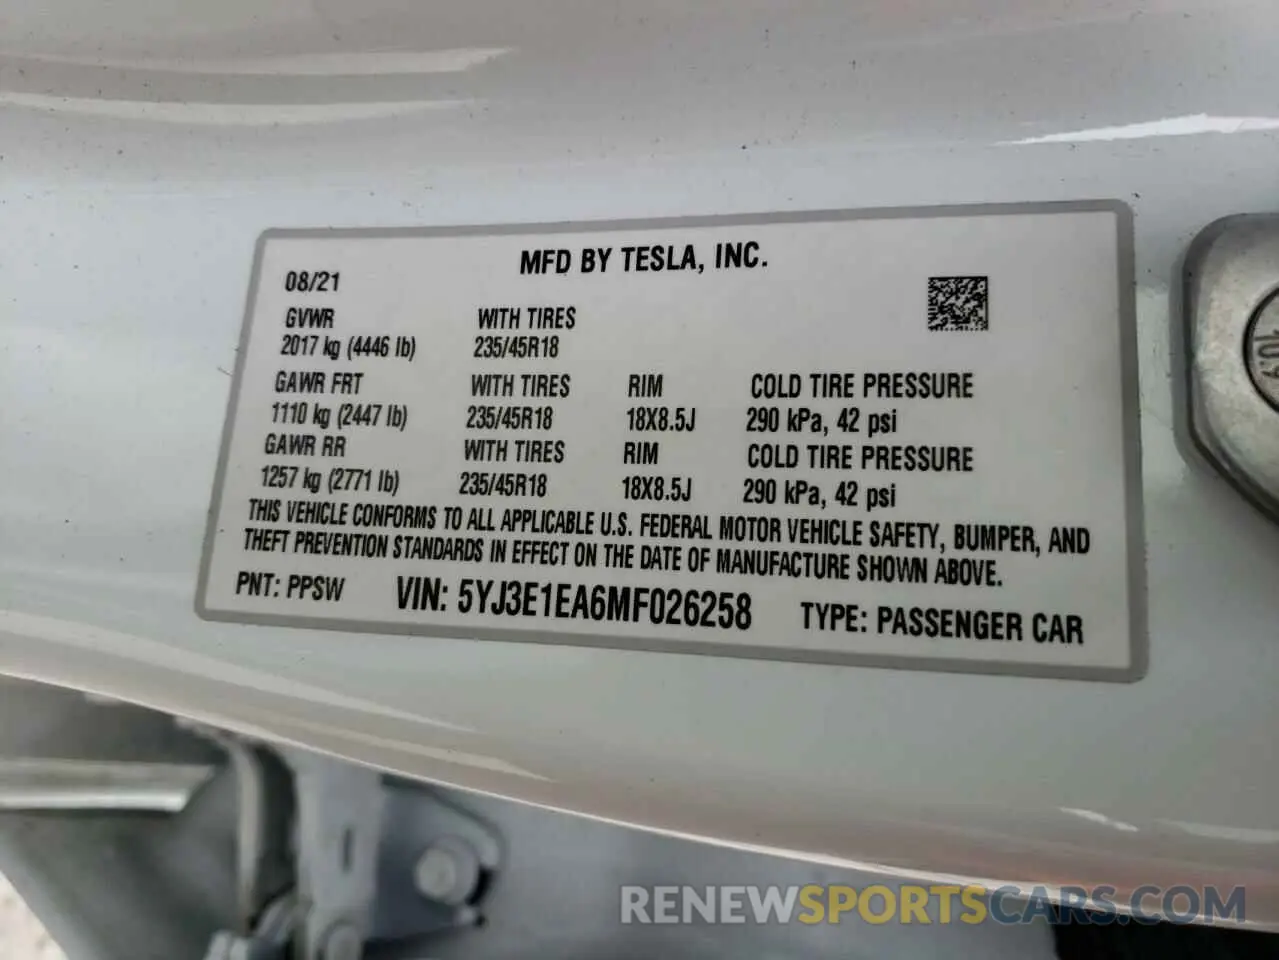 MFD BY TESLA, INC.
08/21
GVWR WITH TIRES
2017 kg (4446 lb) 235/45R18
GAWR FRT WITH TIRES RIM COLD TIRE PRESSURE
1110 kg (2447 lb) 235/45R18 18X8.5J 290 kPa, 42 psi
GAWR RR WITH TIRES RIM COLD TIRE PRESSURE
1257 kg (2771 lb) 235/45R18 18X8.5J 290 kPa, 42 psi
THIS VEHICLE CONFORMS TO ALL APPLICABLE U.S. FEDERAL MOTOR VEHICLE SAFETY, BUMPER, AND
THEFT PREVENTION STANDARDS IN EFFECT ON THE DATE OF MANUFACTURE SHOWN ABOVE.
PNT: PPSW VIN: 5YJ3E1EA6MF026258 TYPE: PASSENGER CAR
RENEWSPORTSCARS.COM